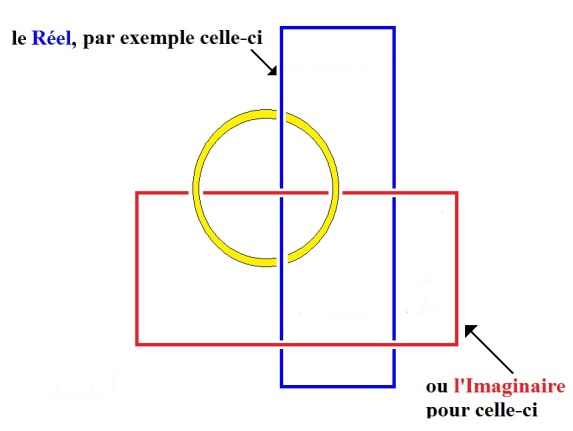 le Réel, par exemple celle-ci
ou l'Imaginaire
pour celle-ci